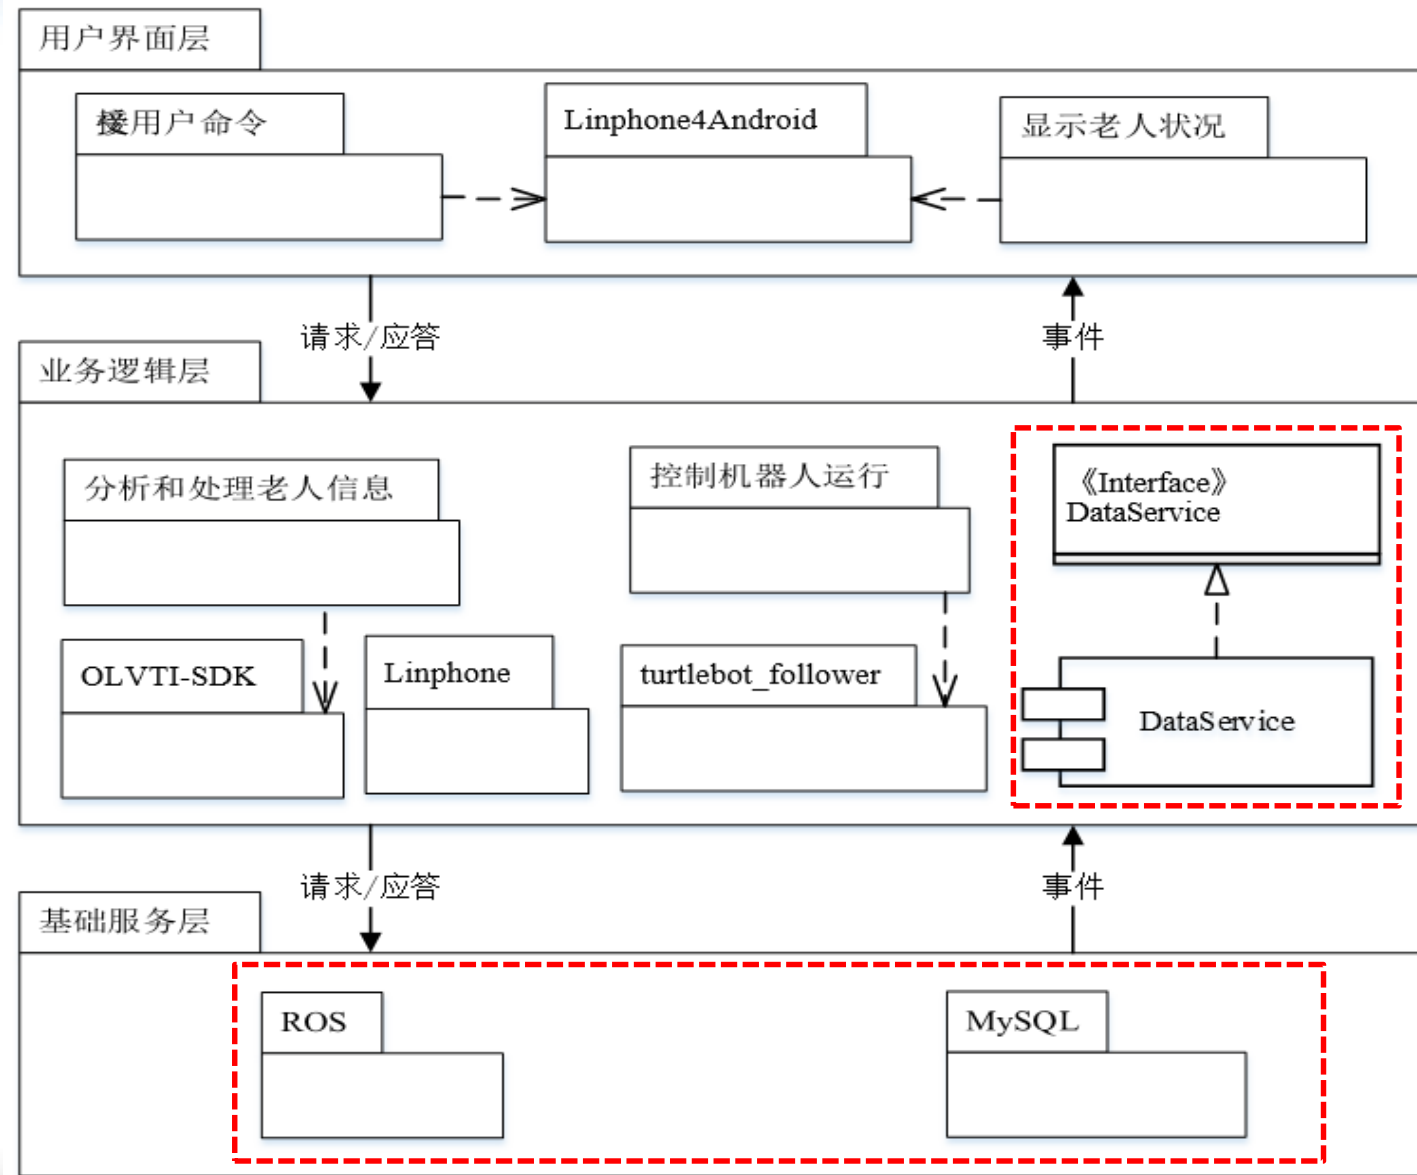 用户界面层
接受用户命令
Linphone4Android
显示老人状况
请求/应答
事件
业务逻辑层
分析和处理老人信息
控制机器人运行
《Interface》
DataService
OLVTI-SDK
Linphone
turtlebot_follower
DataService
请求/应答
事件
基础服务层
ROS
MySQL